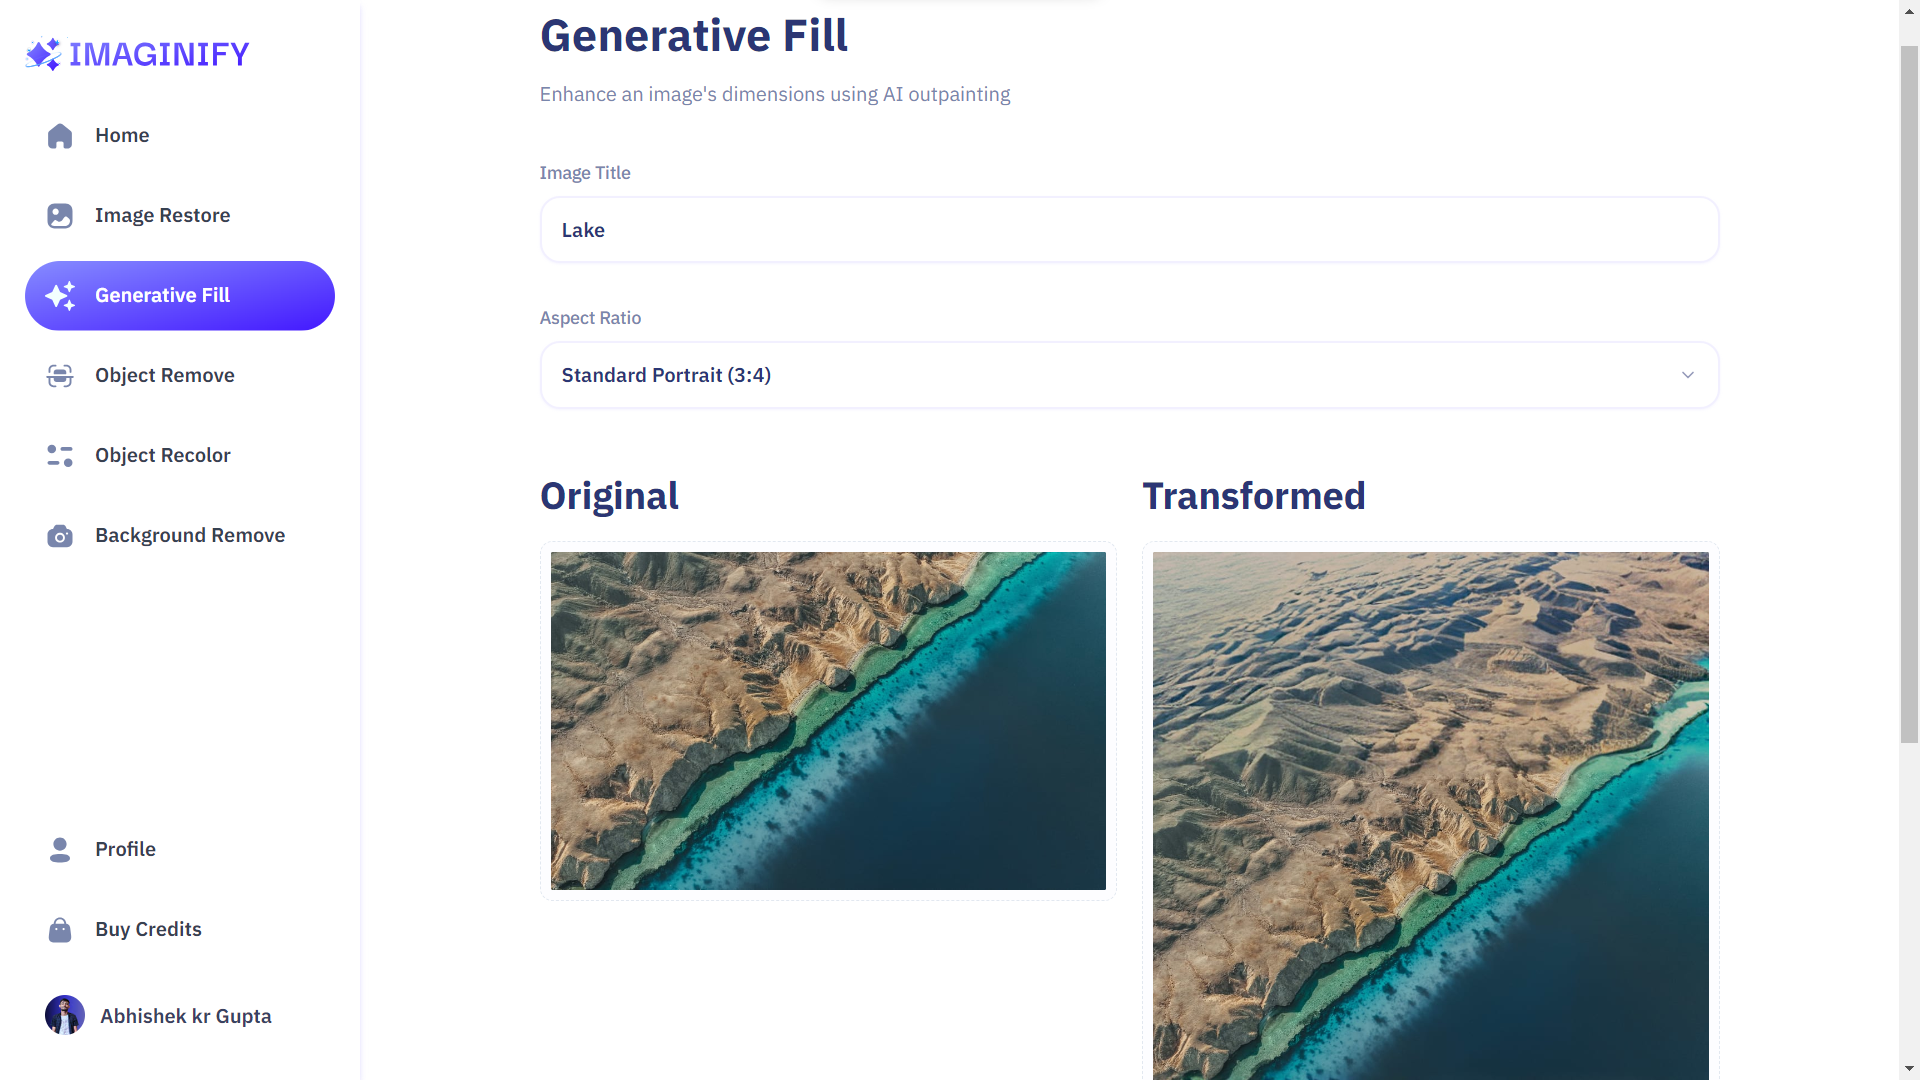 IMAGINIFY
Home
Image Restore
Generative Fill
Object Remove
Object Recolor
Background Remove
Profile
Buy Credits
Abhishek kr Gupta
Generative Fill
Enhance an image's dimensions using AI outpainting
Image Title
Lake
Aspect Ratio
Standard Portrait (3:4)
Original
Transformed